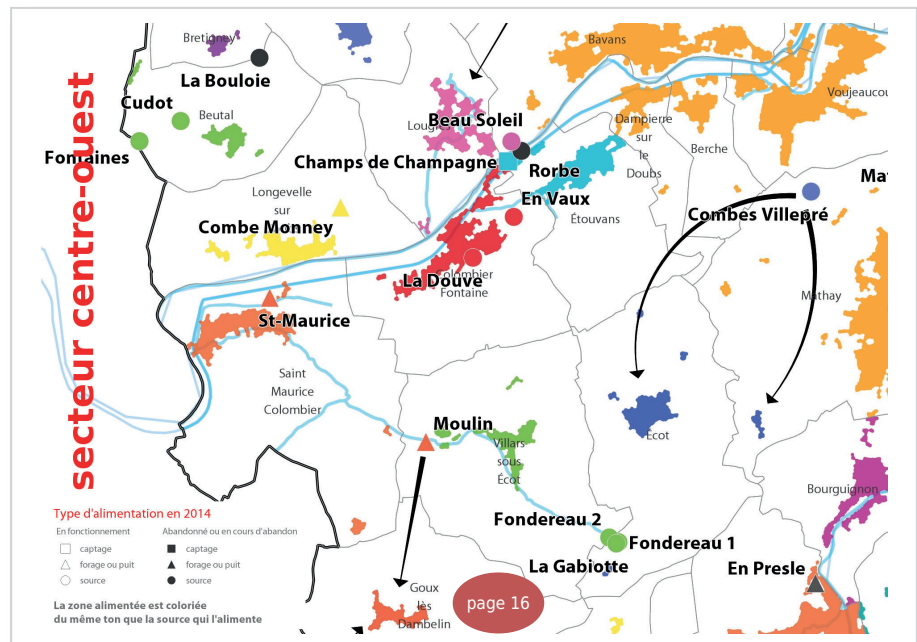 secteur centre-ouest
Bretigney
La Bouloie
Cudot
Beutal
Fontaines
Bavans
Voujeaucou
Lougres
Beau Soleil
Dampierre
sur
le
Doubs
Berche
Champs de Champagne
Rorbe
En Vaux
Étouvans
Longevelle
sur
Combe Monney
Combes Villepré
Mat
La Douve
Colombier
Fontaine
Mathay
St-Maurice
Saint
Maurice
Colombier
Moulin
Villars
sous
Écot
Écot
Bourguignon
Fondereau 2
Fondereau 1
La Gabiotte
En Presle
Goux
lès
Dambelin
page 16
Type d'alimentation en 2014
En fonctionnement
captage
forage ou puit
source
Abandonné ou en cours d'abandon
captage
forage ou puit
source
La zone alimentée est coloriée
du même ton que la source qui l'alimente